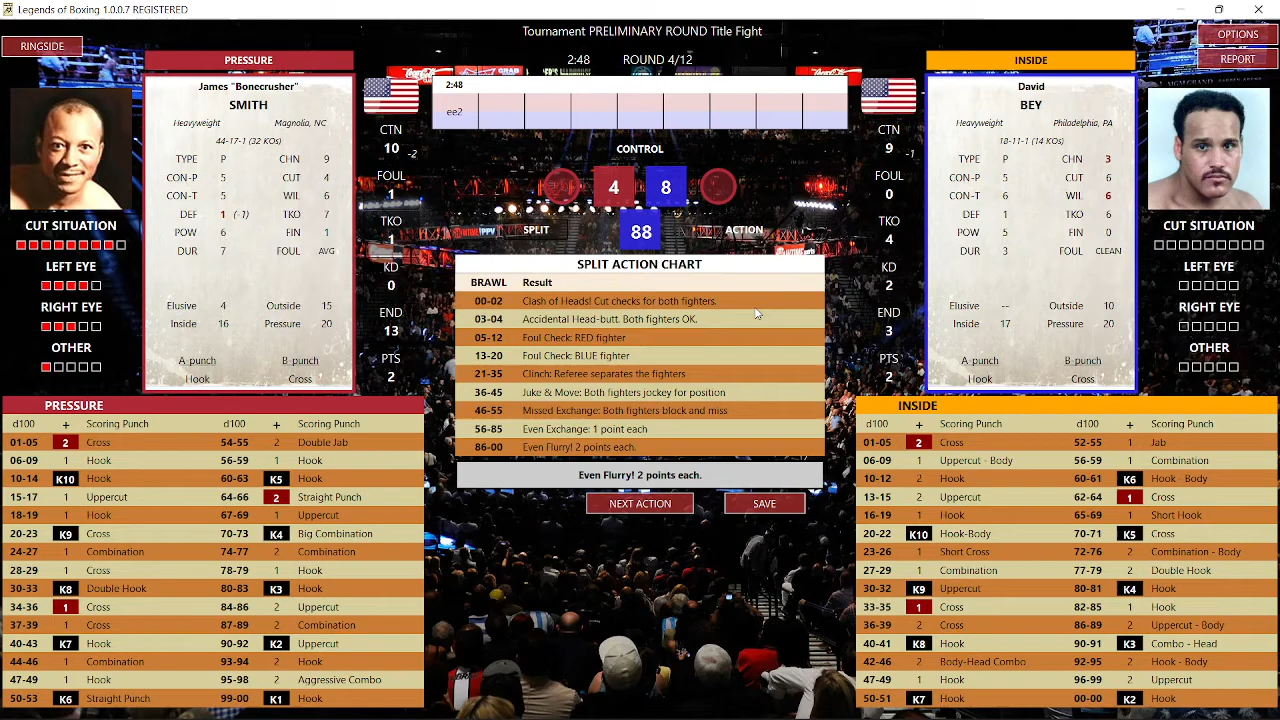 Legends of Boxing 1.0.0.7 REGISTERED
Tournament PRELIMINARY ROUND Title Fight
2:48 ROUND 4/12
RINGSIDE
OPTIONS
REPORT
PRESSURE
James "Bonecrusher"
SMITH
Heavyweight Magnolia, NC
44-17-1 (32 KOs)
TYPE P CHN 9
CON-P 5 CUT 4
CON-T 5 WIL 6
DEF 1 (-1) TKO 7
POW 6 FIN 1
DUR 5 FOUL AVG
Elusive -- Outside 15
Inside 16 Pressure 20
A-punch B-punch
Hook Cross
CUT SITUATION
LEFT EYE
RIGHT EYE
OTHER
CTN
10 -2
FOUL
1
TKO
1
KD
0
END
13
PTS
2
2:48
ee2
CONTROL
4 8
SPLIT 88 ACTION
SPLIT ACTION CHART
BRAWL Result
00-02 Clash of Heads! Cut checks for both fighters.
03-04 Accidental Head-butt. Both fighters OK.
05-12 Foul Check: RED fighter
13-20 Foul Check: BLUE fighter
21-35 Clinch: Referee separates the fighters
36-45 Juke & Move: Both fighters jockey for position
46-55 Missed Exchange: Both fighters block and miss
56-85 Even Exchange: 1 point each
86-00 Even Flurry! 2 points each.
Even Flurry! 2 points each.
NEXT ACTION SAVE
CTN
9 -1
FOUL
0
TKO
4
KD
2
END
3
PTS
2
INSIDE
David
BEY
Heavyweight Philadelphia, PA
18-11-1 (14 KOs)
TYPE P CHN 3
CON-P 5 CUT 6
CON-T 6 WIL 6
DEF 1 TKO 5
POW 5 FIN 3
DUR 3 FOUL CLEAN
Elusive -- Outside 10
Inside 17 Pressure 20
A-punch B-punch
Hook Cross
CUT SITUATION
LEFT EYE
RIGHT EYE
OTHER
PRESSURE
d100 + Scoring Punch d100 + Scoring Punch
01-05 2 Cross 54-55 2 Double Jab
06-09 1 Hook 56-59 1 Hook
10-14 K10 Hook 60-63 K5 Hook
15-17 1 Uppercut 64-66 2 Straight Punch
18-19 1 Hook 67-69 1 Uppercut
20-23 K9 Cross 70-73 K4 Big Combination
24-27 1 Combination 74-77 2 Combination
28-29 1 Cross 78-79 1 Hook
30-33 K8 Double Hook 80-83 K3 Hook
34-36 1 Cross 84-86 2 Uppercut
37-39 1 Cross 87-89 2 Combination
40-43 K7 Hook 90-92 K2 Uppercut
44-46 1 Combination 93-94 2 Hook
47-49 1 Hook 95-98 2 Aggressive Combo
50-53 K6 Straight Punch 99-00 K1 Hook
INSIDE
d100 + Scoring Punch d100 + Scoring Punch
01-05 2 Cross 52-55 1 Jab
06-09 1 Uppercut - Body 56-59 1 Combination
10-12 2 Hook 60-61 K6 Hook - Body
13-15 2 Uppercut 62-64 1 Cross
16-19 1 Hook 65-69 1 Short Hook
20-22 K10 Hook-Body 70-71 K5 Cross
23-26 1 Short Cross 72-76 2 Combination - Body
27-29 1 Combination 77-79 2 Double Hook
30-32 K9 Uppercut 80-81 K4 Hook
33-35 1 Cross 82-85 1 Hook
36-39 2 Cross 86-89 2 Uppercut - Body
40-41 K8 Hook 90-91 K3 Combo - Head
42-46 2 Body-Head Combo 92-95 2 Hook - Body
47-49 1 Hook 96-99 2 Uppercut
50-51 K7 Hook 00-00 K2 Hook